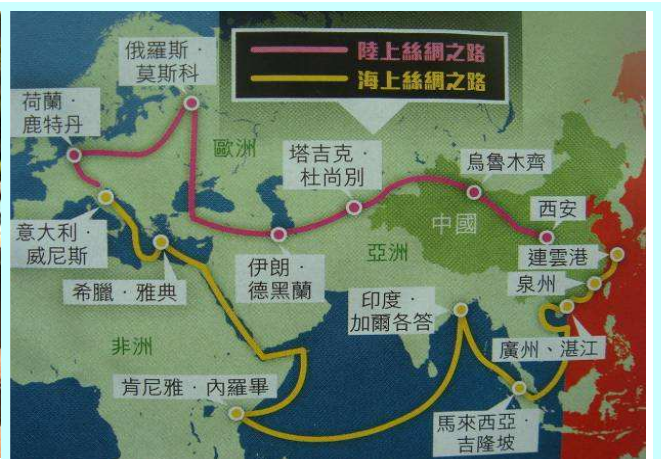 陸上絲綢之路
海上絲綢之路
俄羅斯·
莫斯科
荷蘭·
鹿特丹
歐洲
塔吉克·
杜尚別
烏魯木齊
中國
西安
意大利·
威尼斯
希臘·雅典
伊朗·
德黑蘭
亞洲
連雲港
泉州
印度·
加爾各答
廣州、湛江
非洲
肯尼雅·內羅畢
馬來西亞·
吉隆坡